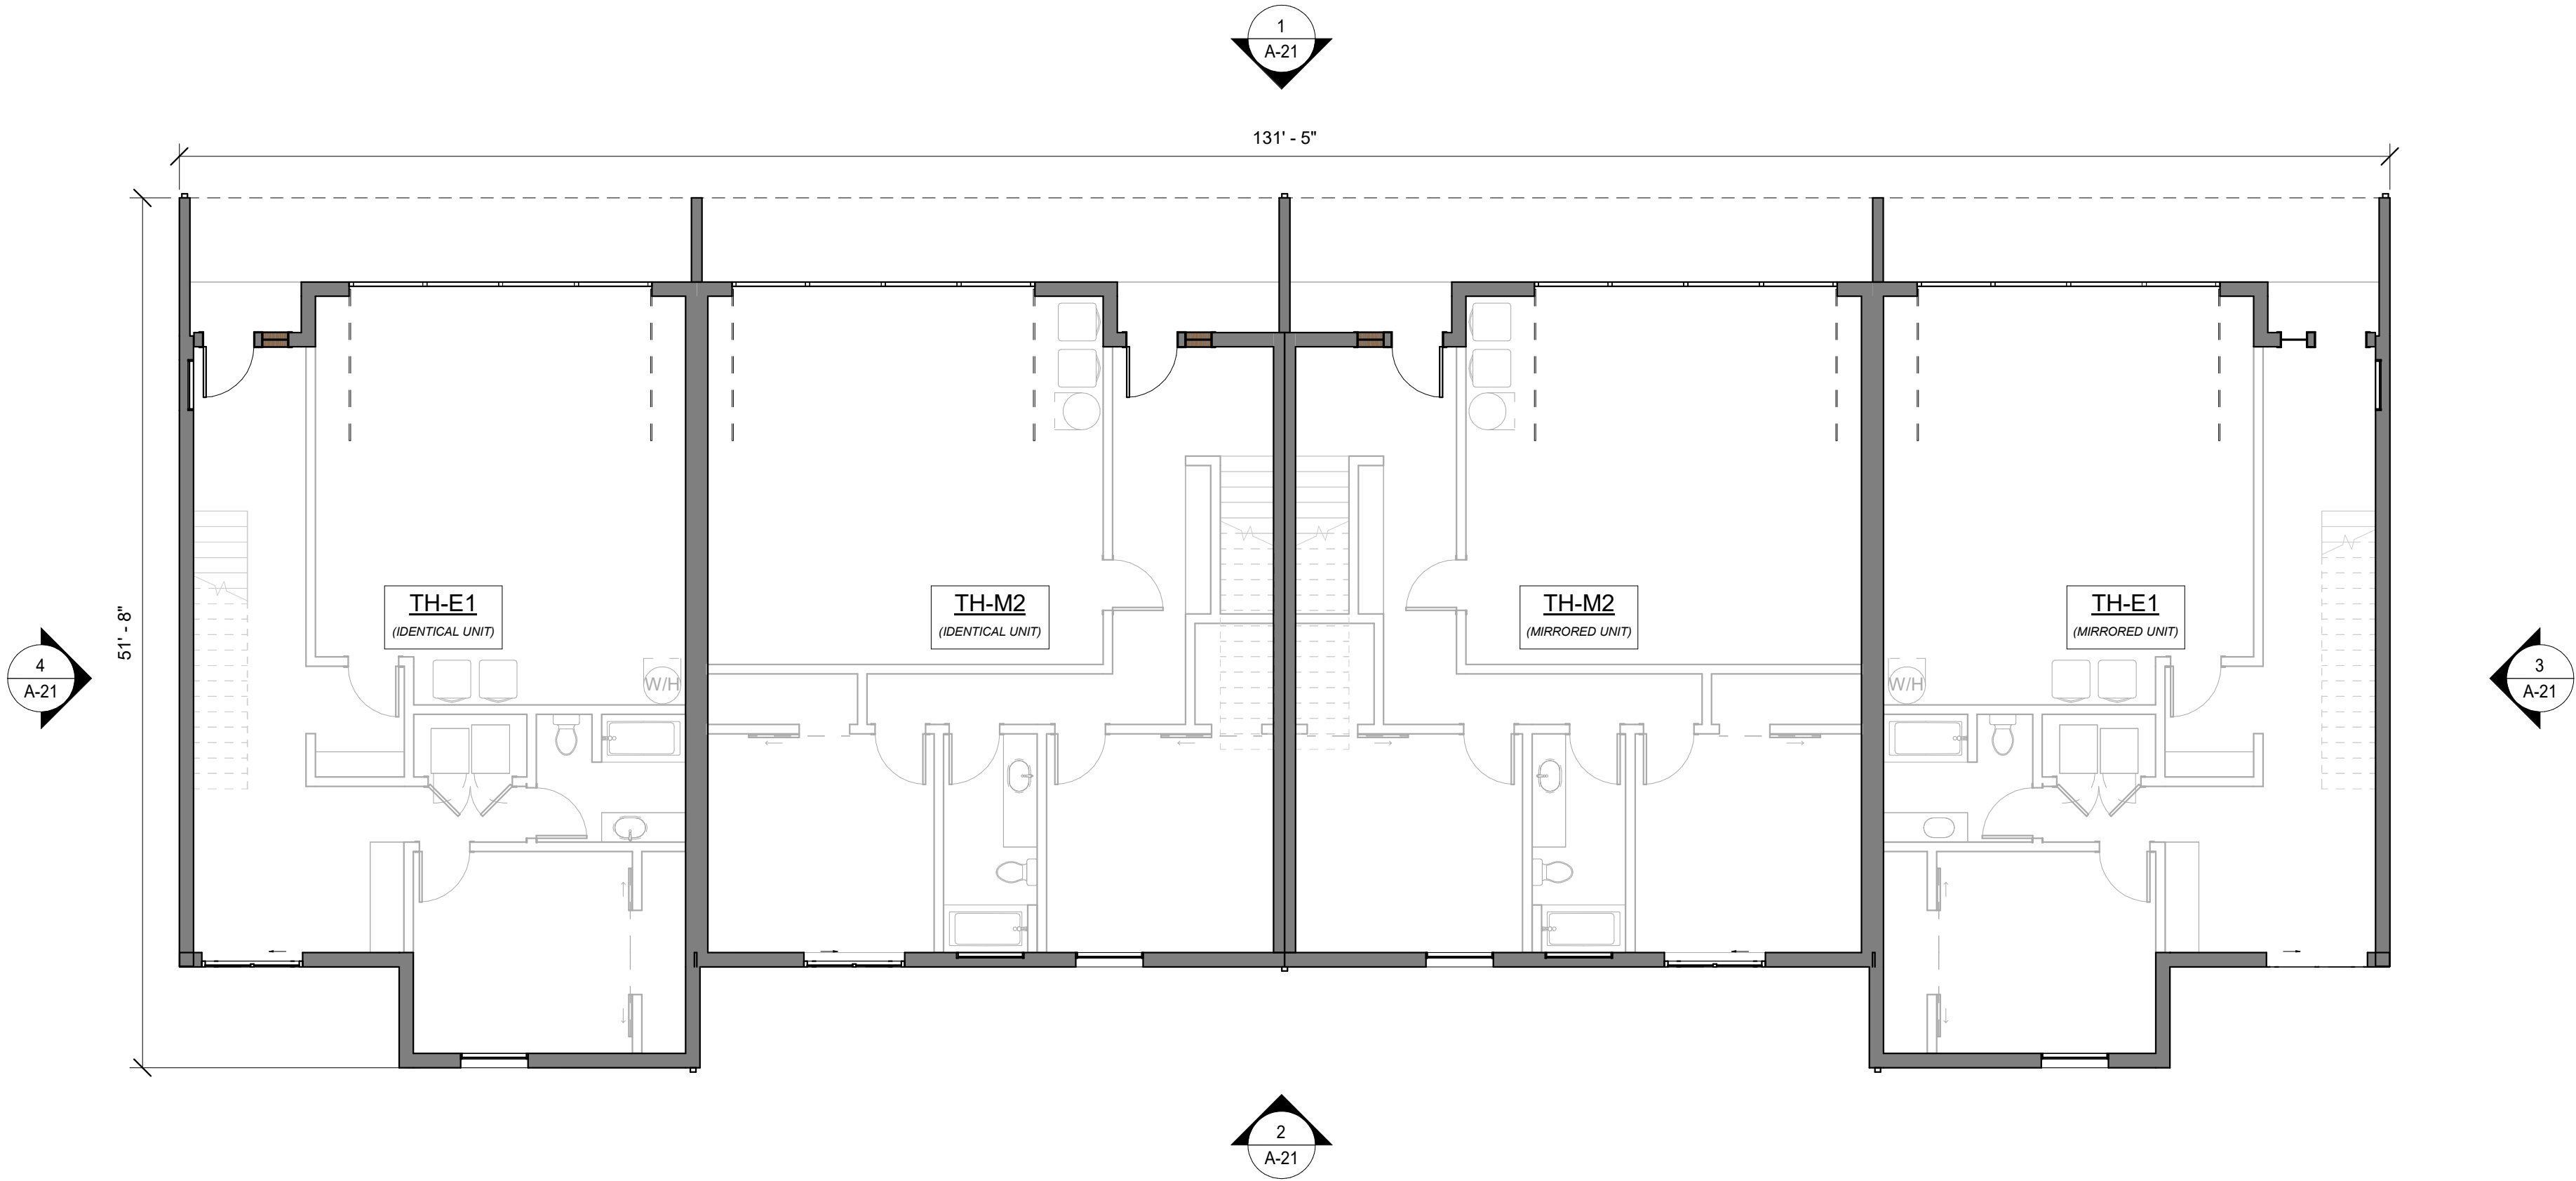 1
A-21
131' - 5"
51' - 8"
TH-E1
(IDENTICAL UNIT)
TH-M2
(IDENTICAL UNIT)
TH-M2
(MIRRORED UNIT)
TH-E1
(MIRRORED UNIT)
4
A-21
W/H
W/H
3
A-21
2
A-21